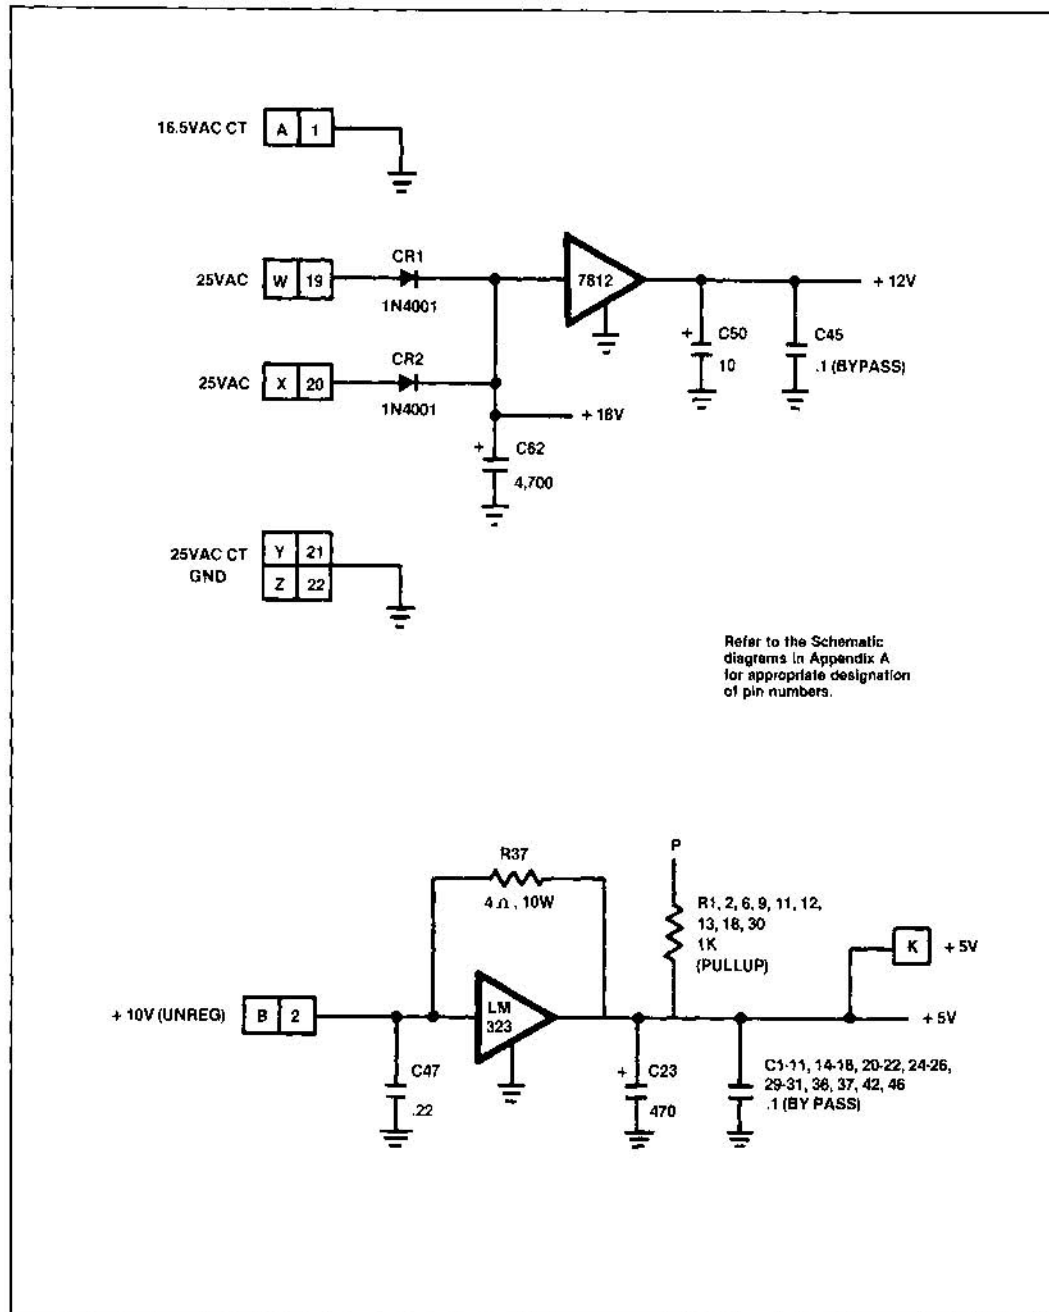 16.5VAC CT A 1
25VAC W 19
CR1
1N4001
7812
+ 12V
+ C50
10
C45
.1 (BYPASS)
25VAC X 20
CR2
1N4001
+ 18V
+ C62
4,700
25VAC CT
GND
Y 21
Z 22
Refer to the Schematic
diagrams in Appendix A
for appropriate designation
of pin numbers.
R37
4 Ω, 10W
P
R1, 2, 6, 9, 11, 12,
13, 18, 30
1K
(PULLUP)
K + 5V
+ 10V (UNREG) B 2
LM
323
+ 5V
C47
.22
+ C23
470
C1-11, 14-18, 20-22, 24-26,
29-31, 36, 37, 42, 46
.1 (BY PASS)